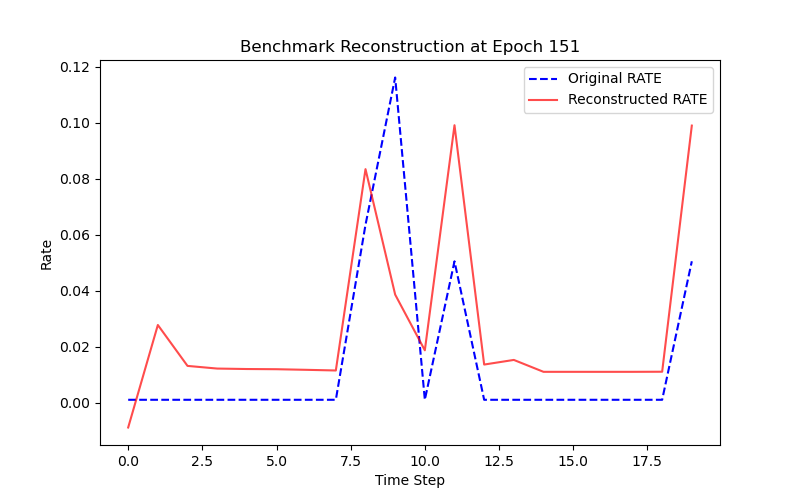 Benchmark Reconstruction at Epoch 151
Original RATE
Reconstructed RATE
0.12
0.10
0.08
0.06
0.04
0.02
0.00
Rate
0.0 2.5 5.0 7.5 10.0 12.5 15.0 17.5
Time Step